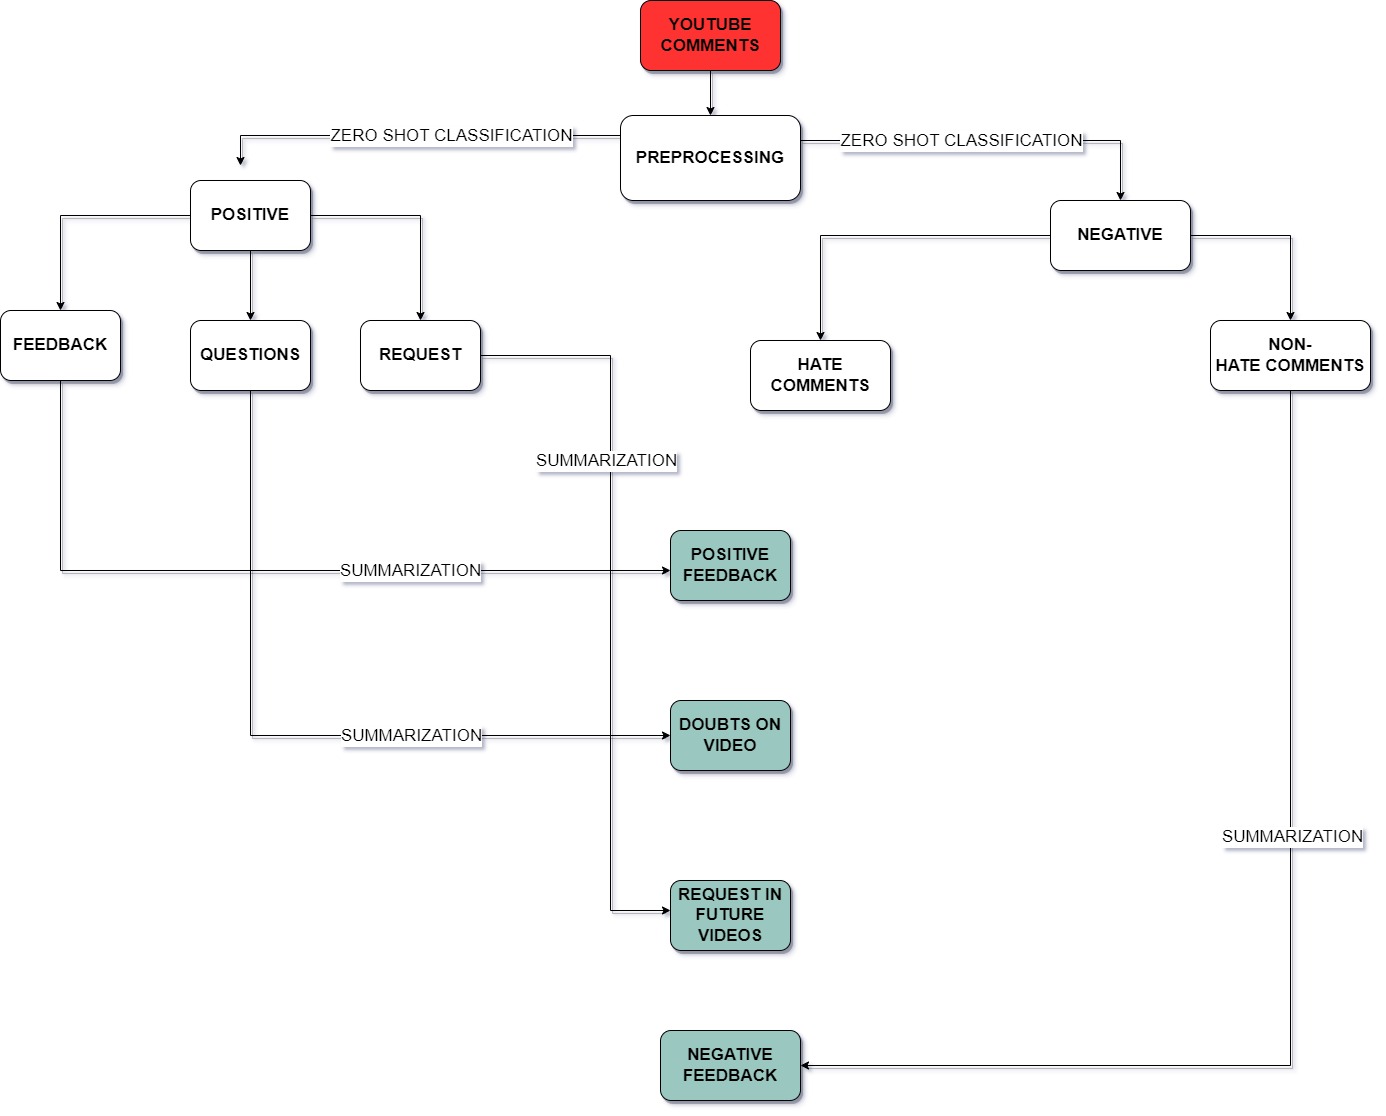 YOUTUBE
COMMENTS
ZERO SHOT CLASSIFICATION
PREPROCESSING
ZERO SHOT CLASSIFICATION
POSITIVE
NEGATIVE
FEEDBACK
QUESTIONS
REQUEST
HATE
COMMENTS
NON-
HATE COMMENTS
SUMMARIZATION
SUMMARIZATION
POSITIVE
FEEDBACK
SUMMARIZATION
DOUBTS ON
VIDEO
SUMMARIZATION
REQUEST IN
FUTURE
VIDEOS
NEGATIVE
FEEDBACK